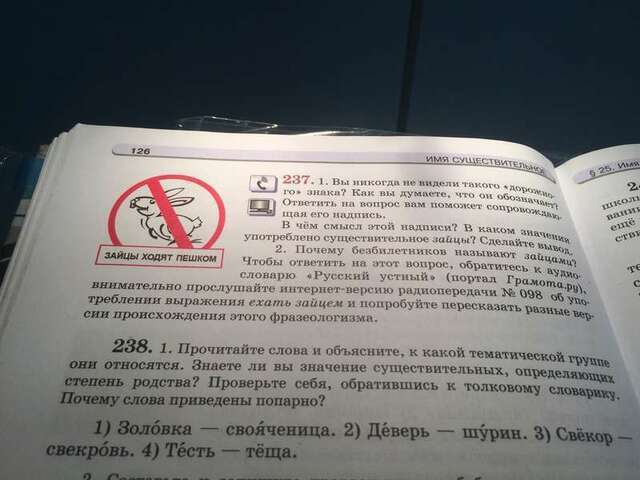 126
ИМЯ СУЩЕСТВИТЕЛЬНОЕ
ЗАЙЦЫ ХОДЯТ ПЕШКОМ
237. 1. Вы никогда не видели такого «дорожно-
го» знака? Как вы думаете, что он обозначает?
Ответить на вопрос вам поможет сопровождаю-
щая его надпись.
В чём смысл этой надписи? В каком значении
употреблено существительное зайцы? Сделайте вывод.
2. Почему безбилетников называют зайцами?
Чтобы ответить на этот вопрос, обратитесь к аудио-
словарю «Русский устный» (портал Грамота.ру),
внимательно прослушайте интернет-версию радиопередачи № 098 об упо-
треблении выражения ехать зайцем и попробуйте пересказать разные вер-
сии происхождения этого фразеологизма.
238. 1. Прочитайте слова и объясните, к какой тематической группе
они относятся. Знаете ли вы значение существительных, определяющих
степень родства? Проверьте себя, обратившись к толковому словарику.
Почему слова приведены попарно?
1) Золо́вка — своя́ченица. 2) Де́верь — шу́рин. 3) Свёкор —
свекро́вь. 4) Те́сть — тёща.
§ 25. Имя
школы